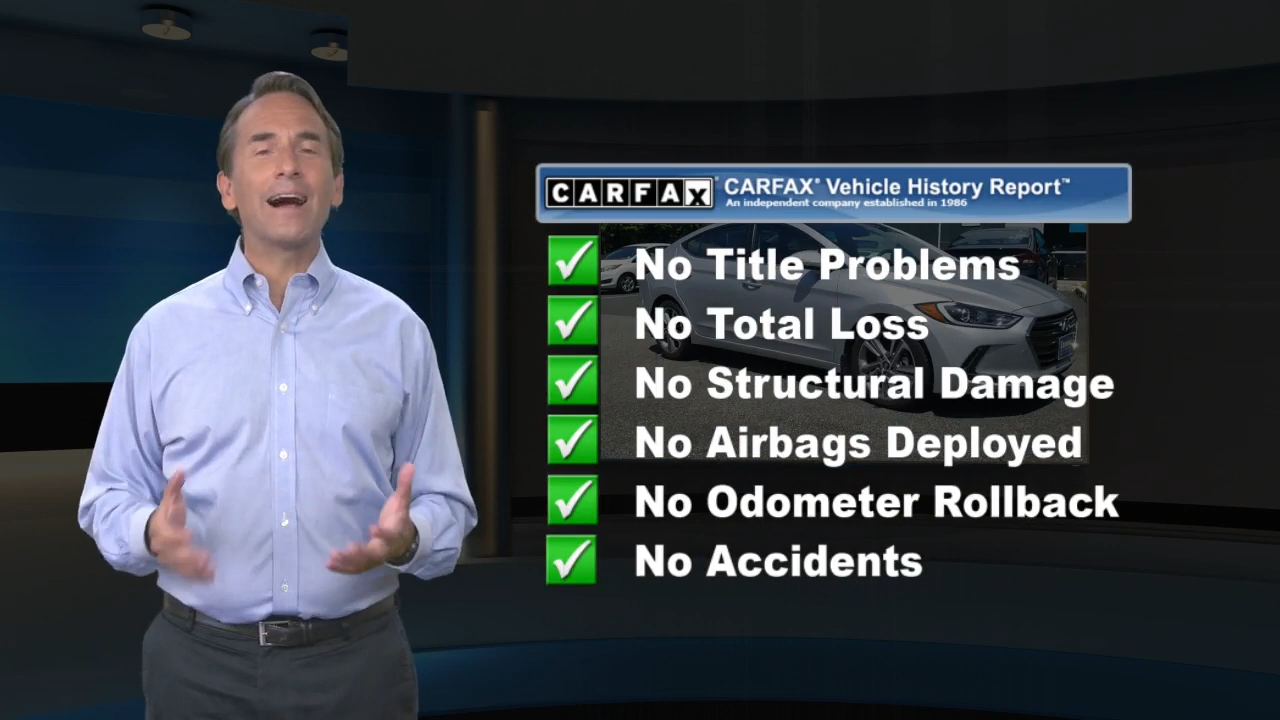 CARFAX® CARFAX® Vehicle History Report™
An independent company established in 1986
No Title Problems
No Total Loss
No Structural Damage
No Airbags Deployed
No Odometer Rollback
No Accidents